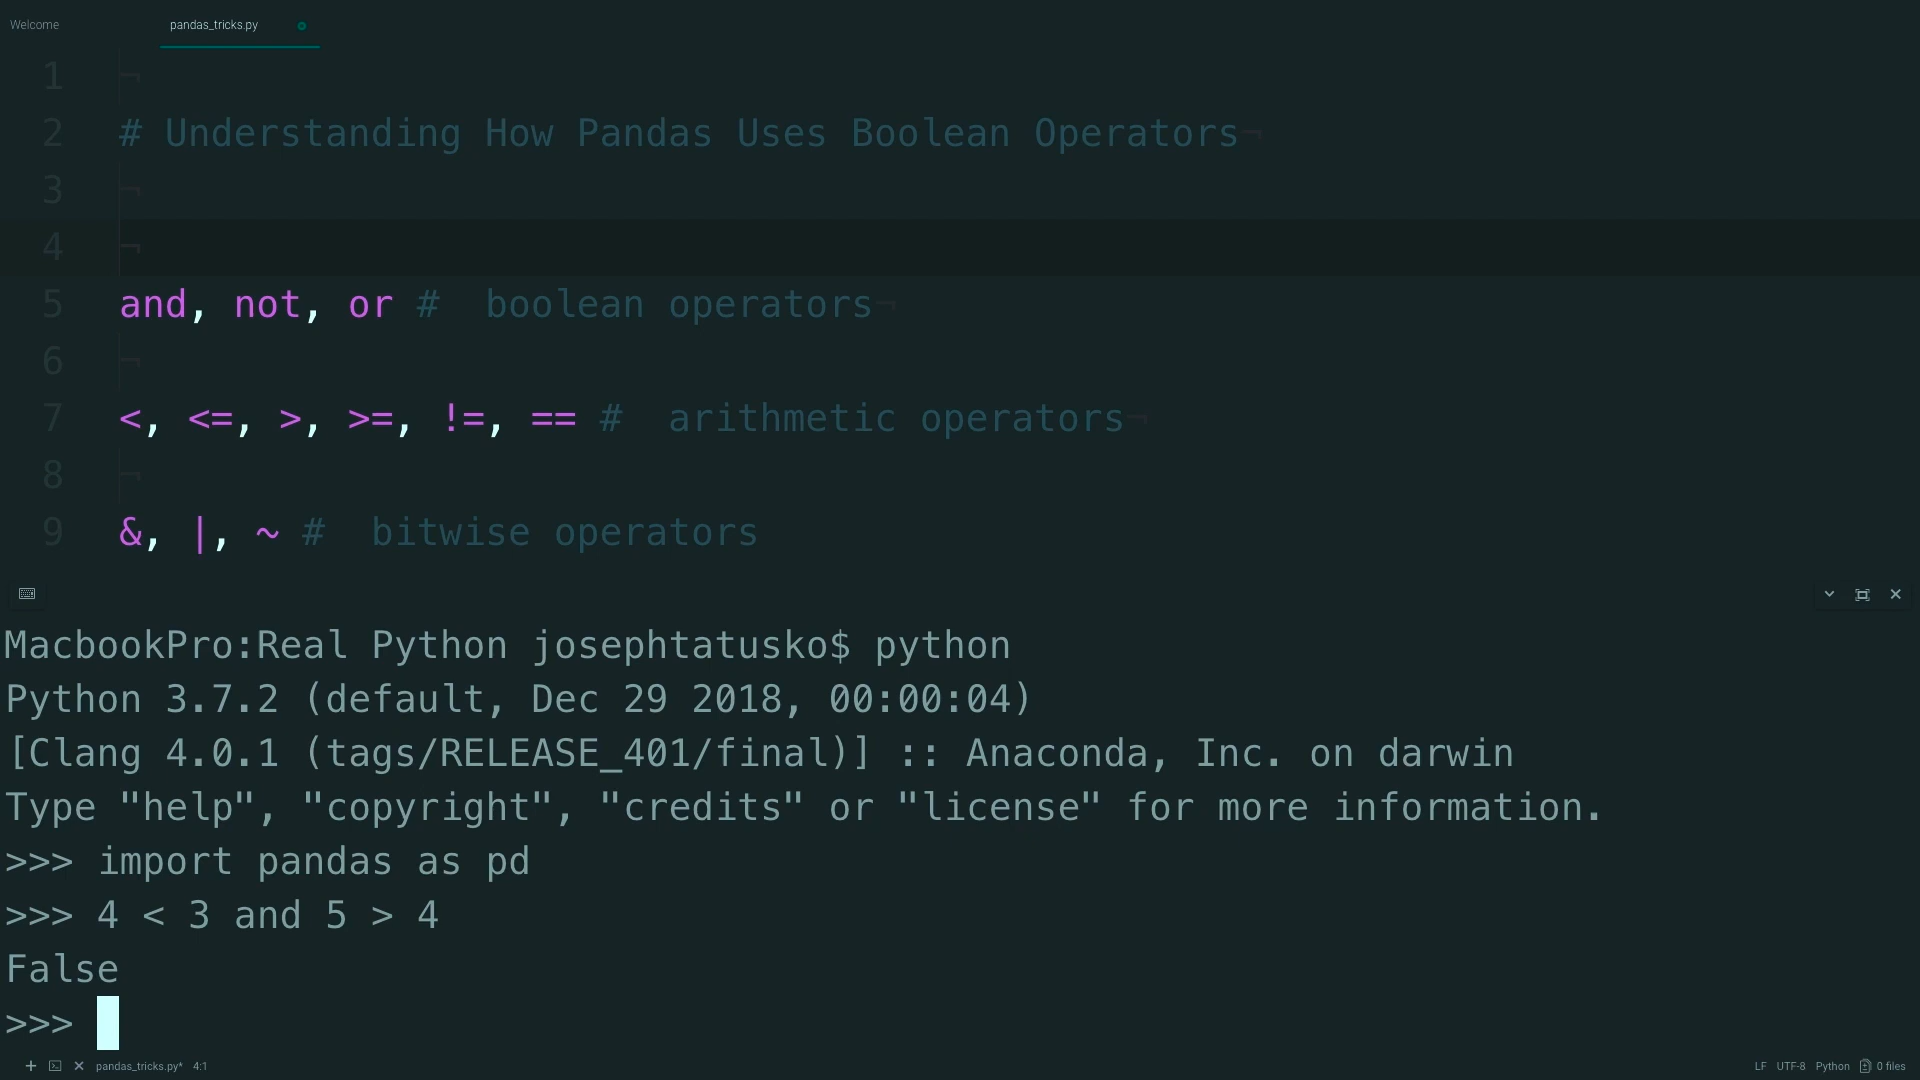 Welcome
pandas_tricks.py
1 ¬
2 # Understanding How Pandas Uses Boolean Operators¬
3 ¬
4 ¬
5 and, not, or #  boolean operators¬
6 ¬
7 <, <=, >, >=, !=, == #  arithmetic operators¬
8 ¬
9 &, |, ~ #  bitwise operators
MacbookPro:Real Python josephtatusko$ python
Python 3.7.2 (default, Dec 29 2018, 00:00:04)
[Clang 4.0.1 (tags/RELEASE_401/final)] :: Anaconda, Inc. on darwin
Type "help", "copyright", "credits" or "license" for more information.
>>> import pandas as pd
>>> 4 < 3 and 5 > 4
False
>>>
pandas_tricks.py* 4:1
LF UTF-8 Python 0 files